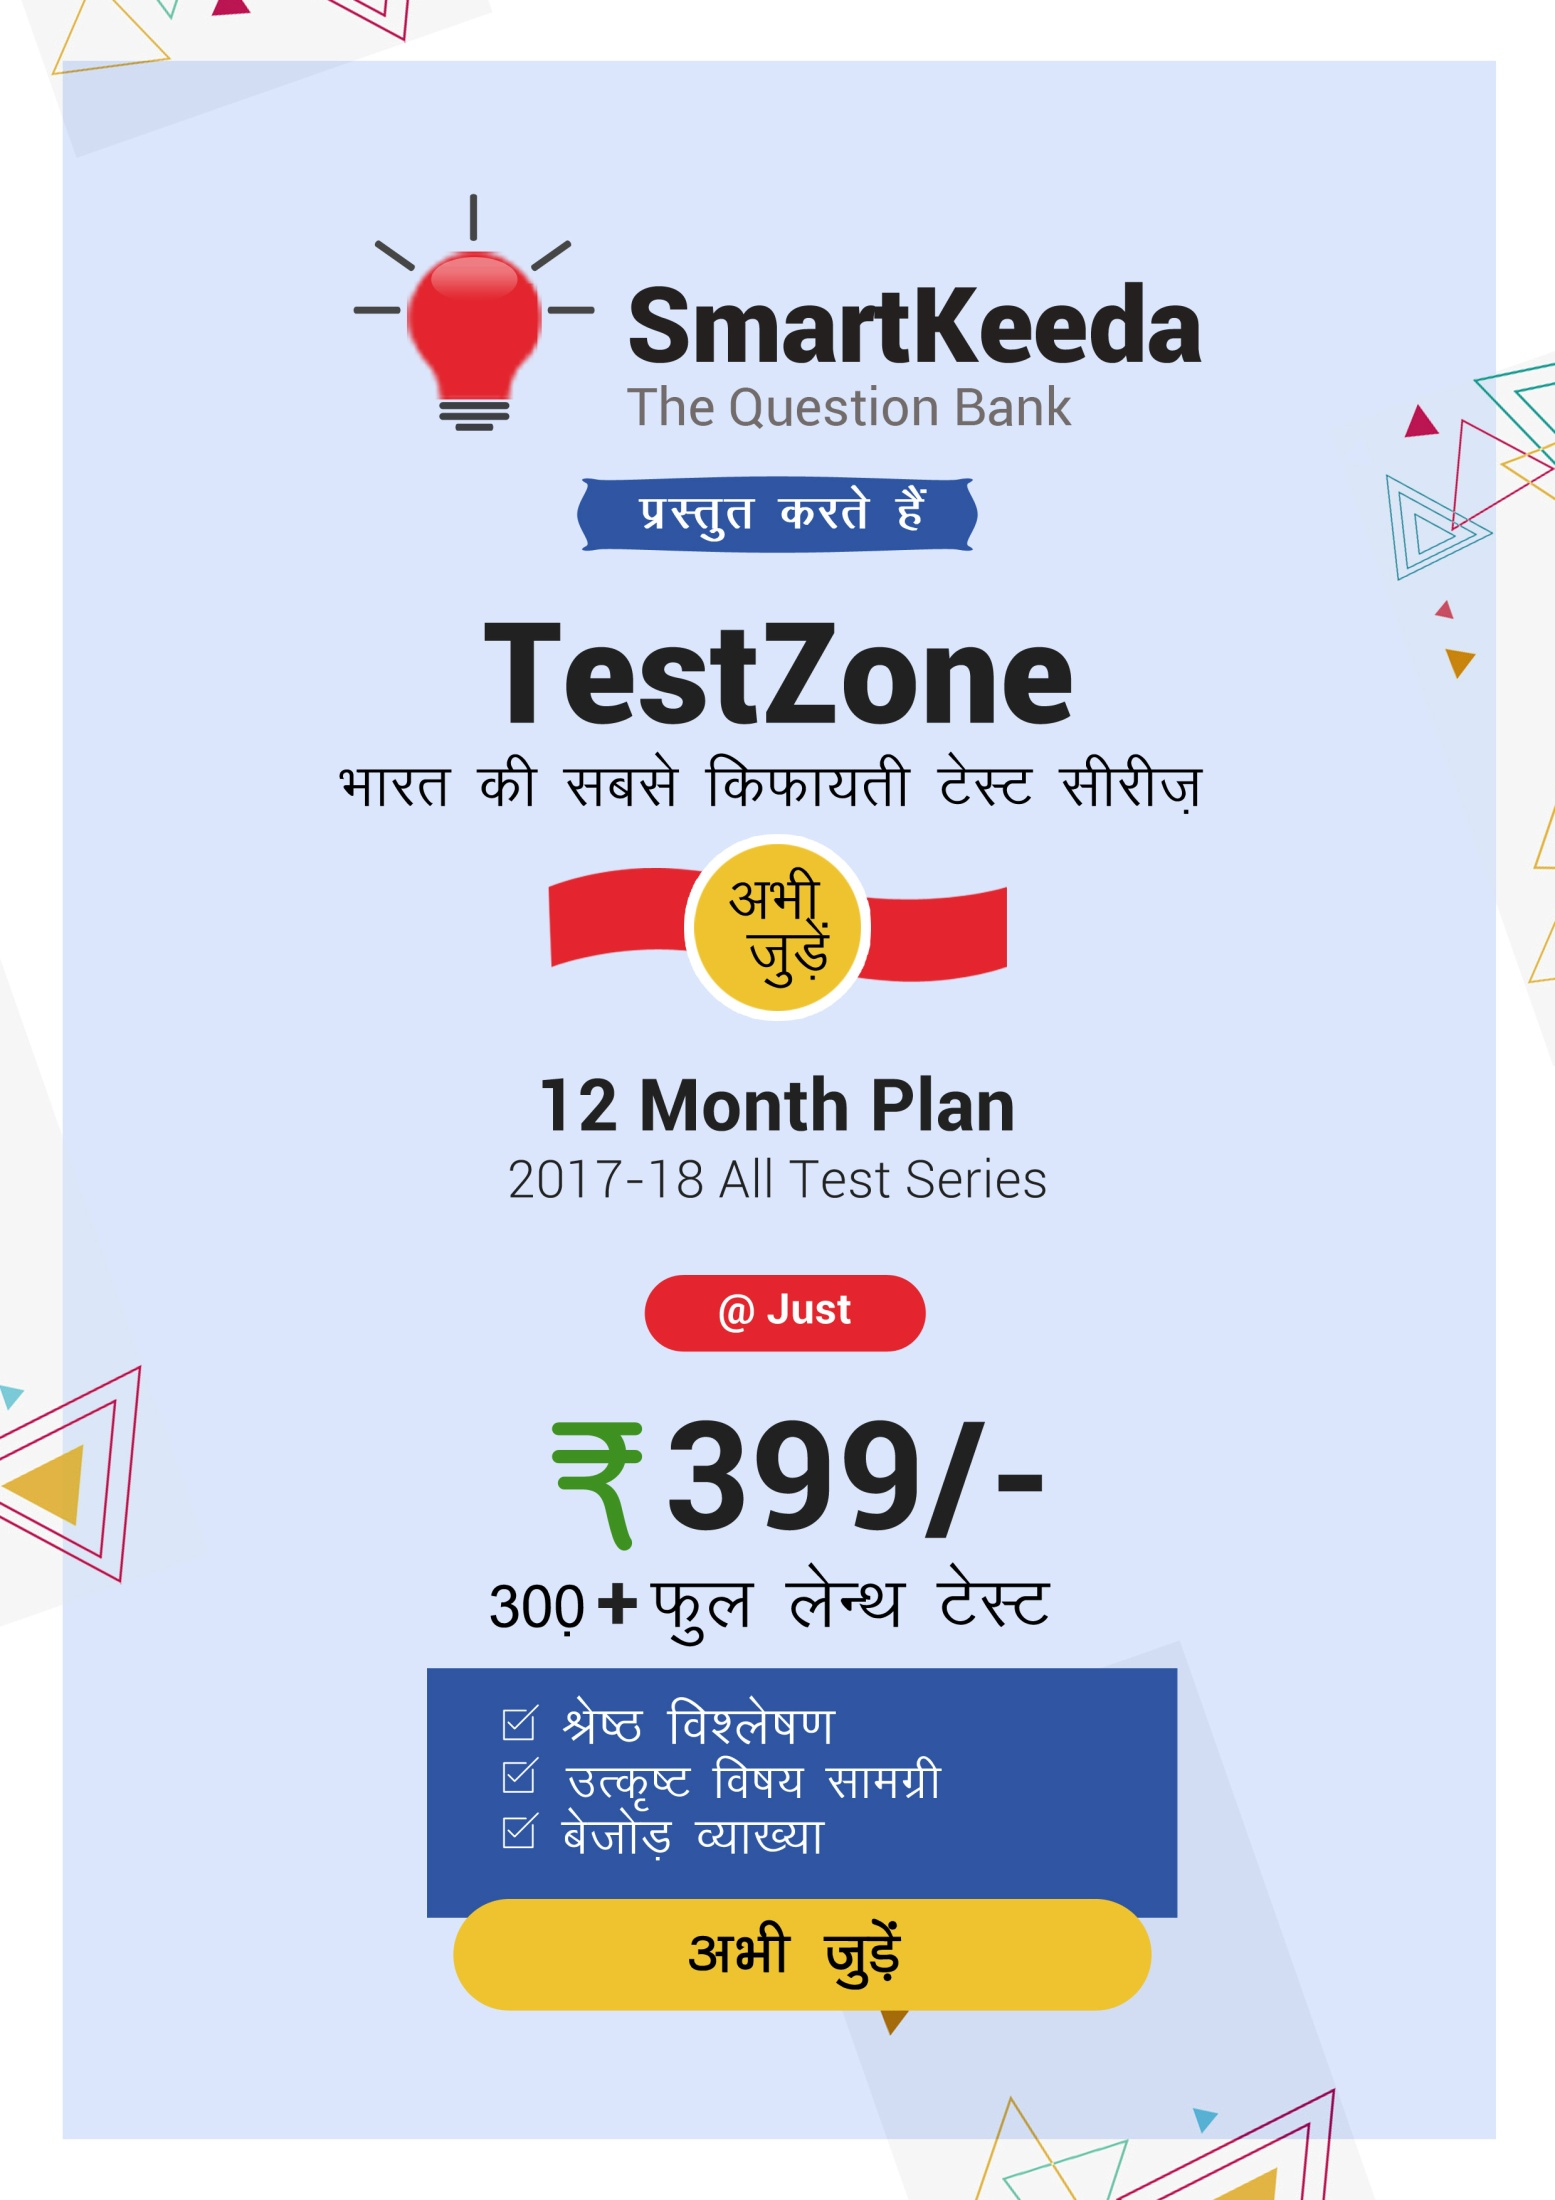 SmartKeeda
The Question Bank
प्रस्तुत करते हैं
TestZone
भारत की सबसे किफायती टेस्ट सीरीज़
अभी
जुड़ें
12 Month Plan
2017-18 All Test Series
@ Just
₹ 399/-
300़ + फुल लेन्थ टेस्ट
श्रेष्ठ विश्लेषण
उत्कृष्ट विषय सामग्री
बेजोड़ व्याख्या
अभी जुड़ें